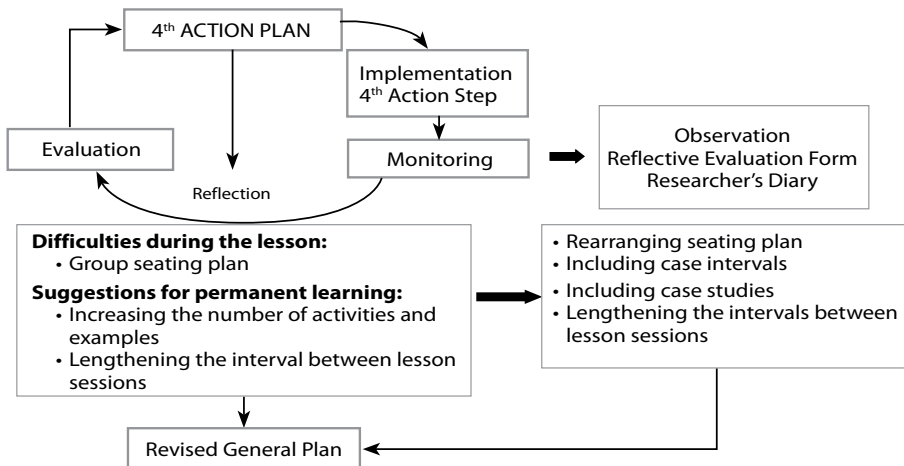 4th ACTION PLAN
Implementation
4th Action Step
Evaluation
Monitoring
Reflection
Observation
Reflective Evaluation Form
Researcher's Diary
Difficulties during the lesson:
• Group seating plan
Suggestions for permanent learning:
• Increasing the number of activities and
examples
• Lengthening the interval between lesson
sessions
• Rearranging seating plan
• Including case intervals
• Including case studies
• Lengthening the intervals between
lesson sessions
Revised General Plan